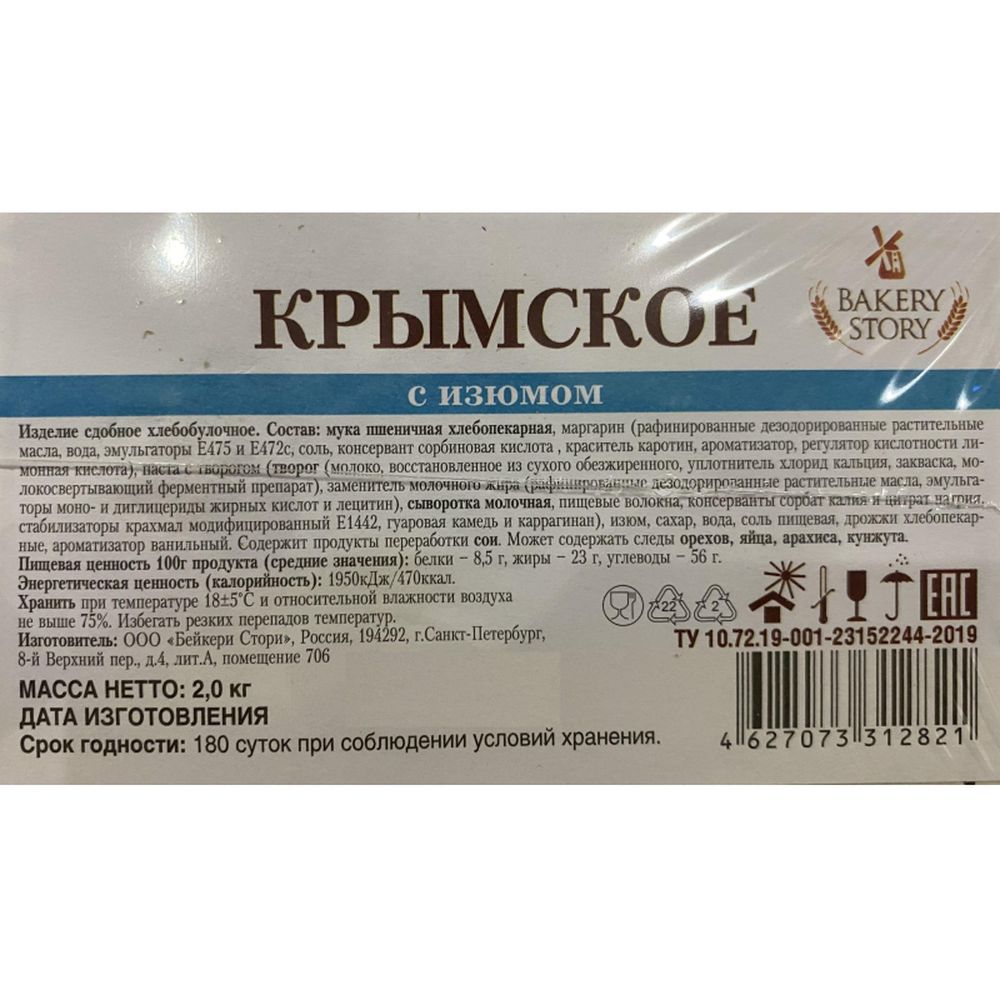 КРЫМСКОЕ
BAKERY
STORY
с изюмом
Изделие сдобное хлебобулочное. Состав: мука пшеничная хлебопекарная, маргарин (рафинированные дезодорированные растительные
масла, вода, эмульгаторы Е475 и Е472с, соль, консервант сорбиновая кислота , краситель каротин, ароматизатор, регулятор кислотности ли-
монная кислота), наста с творогом (творог (молоко, восстановленное из сухого обезжиренного, уплотнитель хлорид кальция, закваска, мо-
локосвертывающий ферментный препарат), заменитель молочного жира (рафинированные дезодорированные растительные масла, эмульга-
торы моно- и диглицериды жирных кислот и лецитин), сыворотка молочная, пищевые волокна, консерванты сорбат калия и цитрат натрия,
стабилизаторы крахмал модифицированный Е1442, гуаровая камедь и каррагинан), изюм, сахар, вода, соль пищевая, дрожжи хлебопекар-
ные, ароматизатор ванильный. Содержит продукты переработки сои. Может содержать следы орехов, яйца, арахиса, кунжута.
Пищевая ценность 100г продукта (средние значения): белки – 8,5 г, жиры – 23 г, углеводы – 56 г.
Энергетическая ценность (калорийность): 1950кДж/470ккал.
Хранить при температуре 18±5°С и относительной влажности воздуха
не выше 75%. Избегать резких перепадов температур.
Изготовитель: ООО «Бейкери Стори», Россия, 194292, г.Санкт-Петербург,
8-й Верхний пер., д.4, лит.А, помещение 706
22
2
ЕАС
ТУ 10.72.19-001-23152244-2019
МАССА НЕТТО: 2,0 кг
ДАТА ИЗГОТОВЛЕНИЯ
Срок годности: 180 суток при соблюдении условий хранения.
4 627073 312821